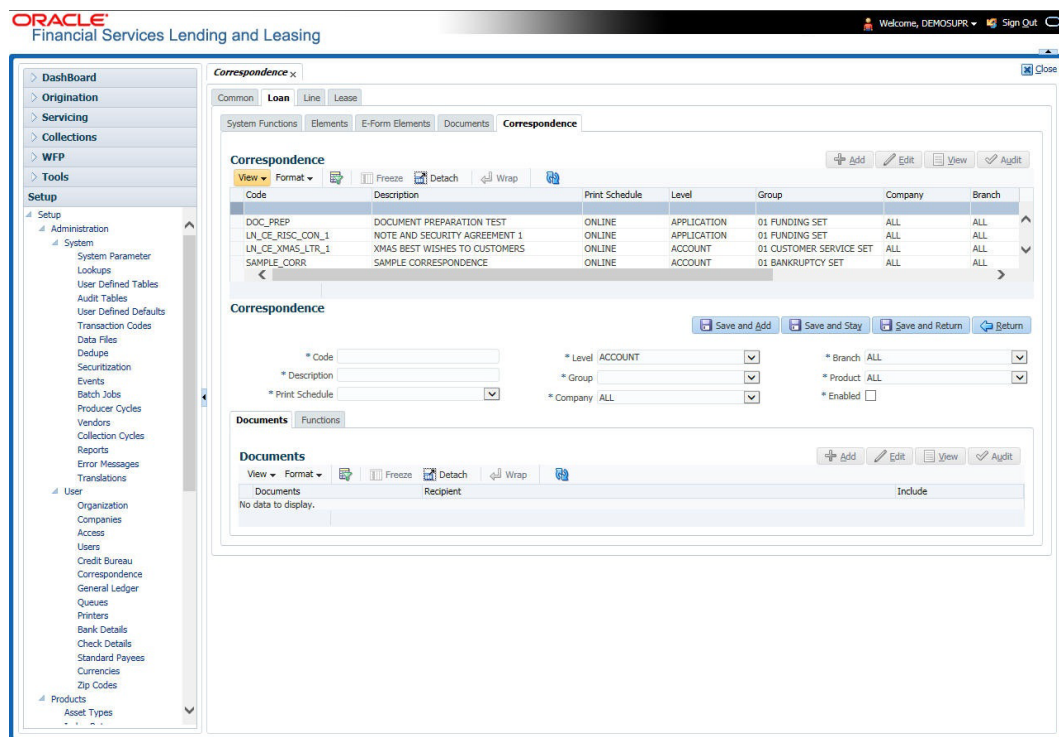 ORACLE
Financial Services Lending and Leasing
Welcome, DEMOSUPR Sign Out
DashBoard
Origination
Servicing
Collections
WFP
Tools
Setup
Setup
Administration
System
System Parameter
Lookups
User Defined Tables
Audit Tables
User Defined Defaults
Transaction Codes
Data Files
Dedupe
Securitization
Events
Batch Jobs
Producer Cycles
Vendors
Collection Cycles
Reports
Error Messages
Translations
User
Organization
Companies
Access
Users
Credit Bureau
Correspondence
General Ledger
Queues
Printers
Bank Details
Check Details
Standard Payees
Currencies
Zip Codes
Products
Asset Types
Correspondence x Close
Common Loan Line Lease
System Functions Elements E-Form Elements Documents Correspondence
Correspondence Add Edit View Audit
View Format Freeze Detach Wrap
Code Description Print Schedule Level Group Company Branch
DOC_PREP DOCUMENT PREPARATION TEST ONLINE APPLICATION 01 FUNDING SET ALL ALL
LN_CE_RISC_CON_1 NOTE AND SECURITY AGREEMENT 1 ONLINE APPLICATION 01 FUNDING SET ALL ALL
LN_CE_XMAS_LTR_1 XMAS BEST WISHES TO CUSTOMERS ONLINE ACCOUNT 01 CUSTOMER SERVICE SET ALL ALL
SAMPLE_CORR SAMPLE CORRESPONDENCE ONLINE ACCOUNT 01 BANKRUPTCY SET ALL ALL
Correspondence
Save and Add Save and Stay Save and Return Return
* Code * Level ACCOUNT * Branch ALL
* Description * Group * Product ALL
* Print Schedule * Company ALL * Enabled
Documents Functions
Documents Add Edit View Audit
View Format Freeze Detach Wrap
Documents Recipient Include
No data to display.